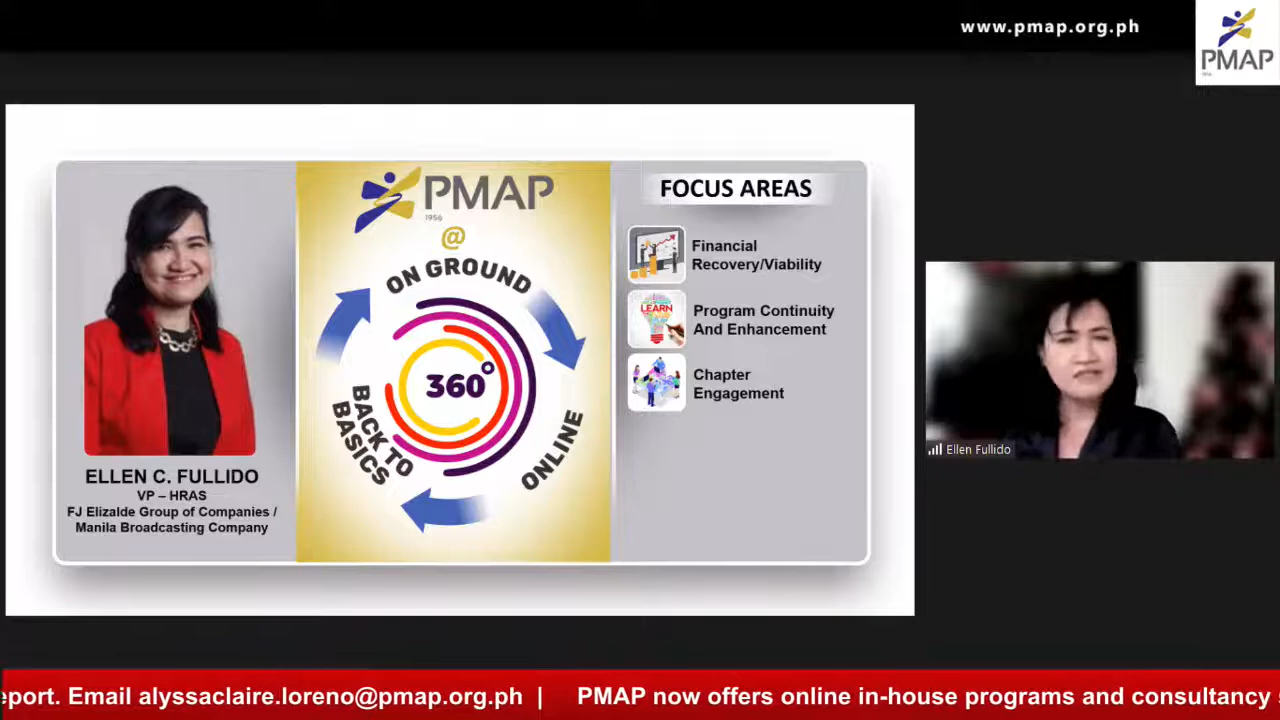 www.pmap.org.ph
PMAP
PMAP
1956
@
ON GROUND
ONLINE
BACK TO
BASICS
360°
ELLEN C. FULLIDO
VP – HRAS
FJ Elizalde Group of Companies /
Manila Broadcasting Company
FOCUS AREAS
Financial
Recovery/Viability
LEARN
Program Continuity
And Enhancement
Chapter
Engagement
Ellen Fullido
eport. Email alyssaclaire.loreno@pmap.org.ph | PMAP now offers online in-house programs and consultancy